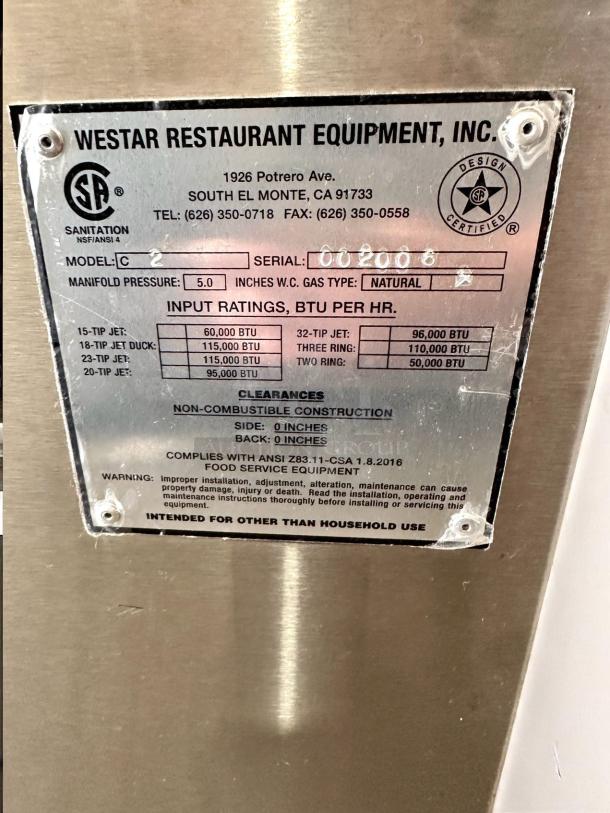 WESTAR RESTAURANT EQUIPMENT, INC.
1926 Potrero Ave.
SOUTH EL MONTE, CA 91733
TEL: (626) 350-0718 FAX: (626) 350-0558
SA ®
SANITATION
NSF/ANSI 4
DESIGN
SA
CERTIFIED ®
MODEL: C 2 SERIAL: 002006
MANIFOLD PRESSURE: 5.0 INCHES W.C. GAS TYPE: NATURAL
INPUT RATINGS, BTU PER HR.
15-TIP JET: 60,000 BTU 32-TIP JET: 96,000 BTU
18-TIP JET DUCK: 115,000 BTU THREE RING: 110,000 BTU
23-TIP JET: 115,000 BTU TWO RING: 50,000 BTU
20-TIP JET: 95,000 BTU
CLEARANCES
NON-COMBUSTIBLE CONSTRUCTION
SIDE: 0 INCHES
BACK: 0 INCHES
COMPLIES WITH ANSI Z83.11-CSA 1.8.2016
FOOD SERVICE EQUIPMENT
WARNING: Improper installation, adjustment, alteration, maintenance can cause
property damage, injury or death. Read the installation, operating and
maintenance instructions thoroughly before installing or servicing this
equipment.
INTENDED FOR OTHER THAN HOUSEHOLD USE